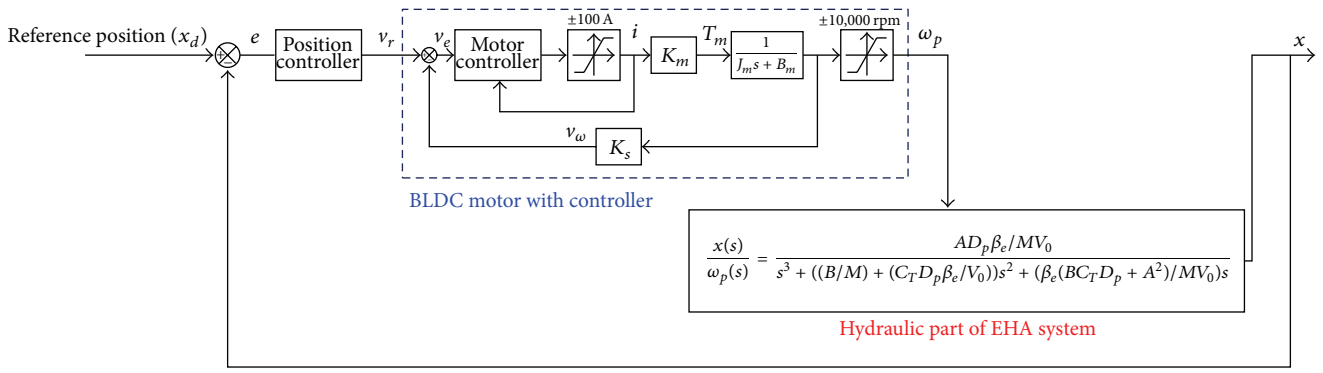 Reference position (x_d)
+
−
e
Position
controller
v_r
v_e
Motor
controller
±100 A
i
K_m
T_m
1
J_m s + B_m
±10,000 rpm
ω_p
x
v_ω
K_s
BLDC motor with controller
x(s)/ω_p(s) = AD_pβ_e/MV_0 / s^3 + ((B/M) + (C_T D_pβ_e/V_0))s^2 + (β_e(BC_T D_p + A^2)/MV_0)s
Hydraulic part of EHA system